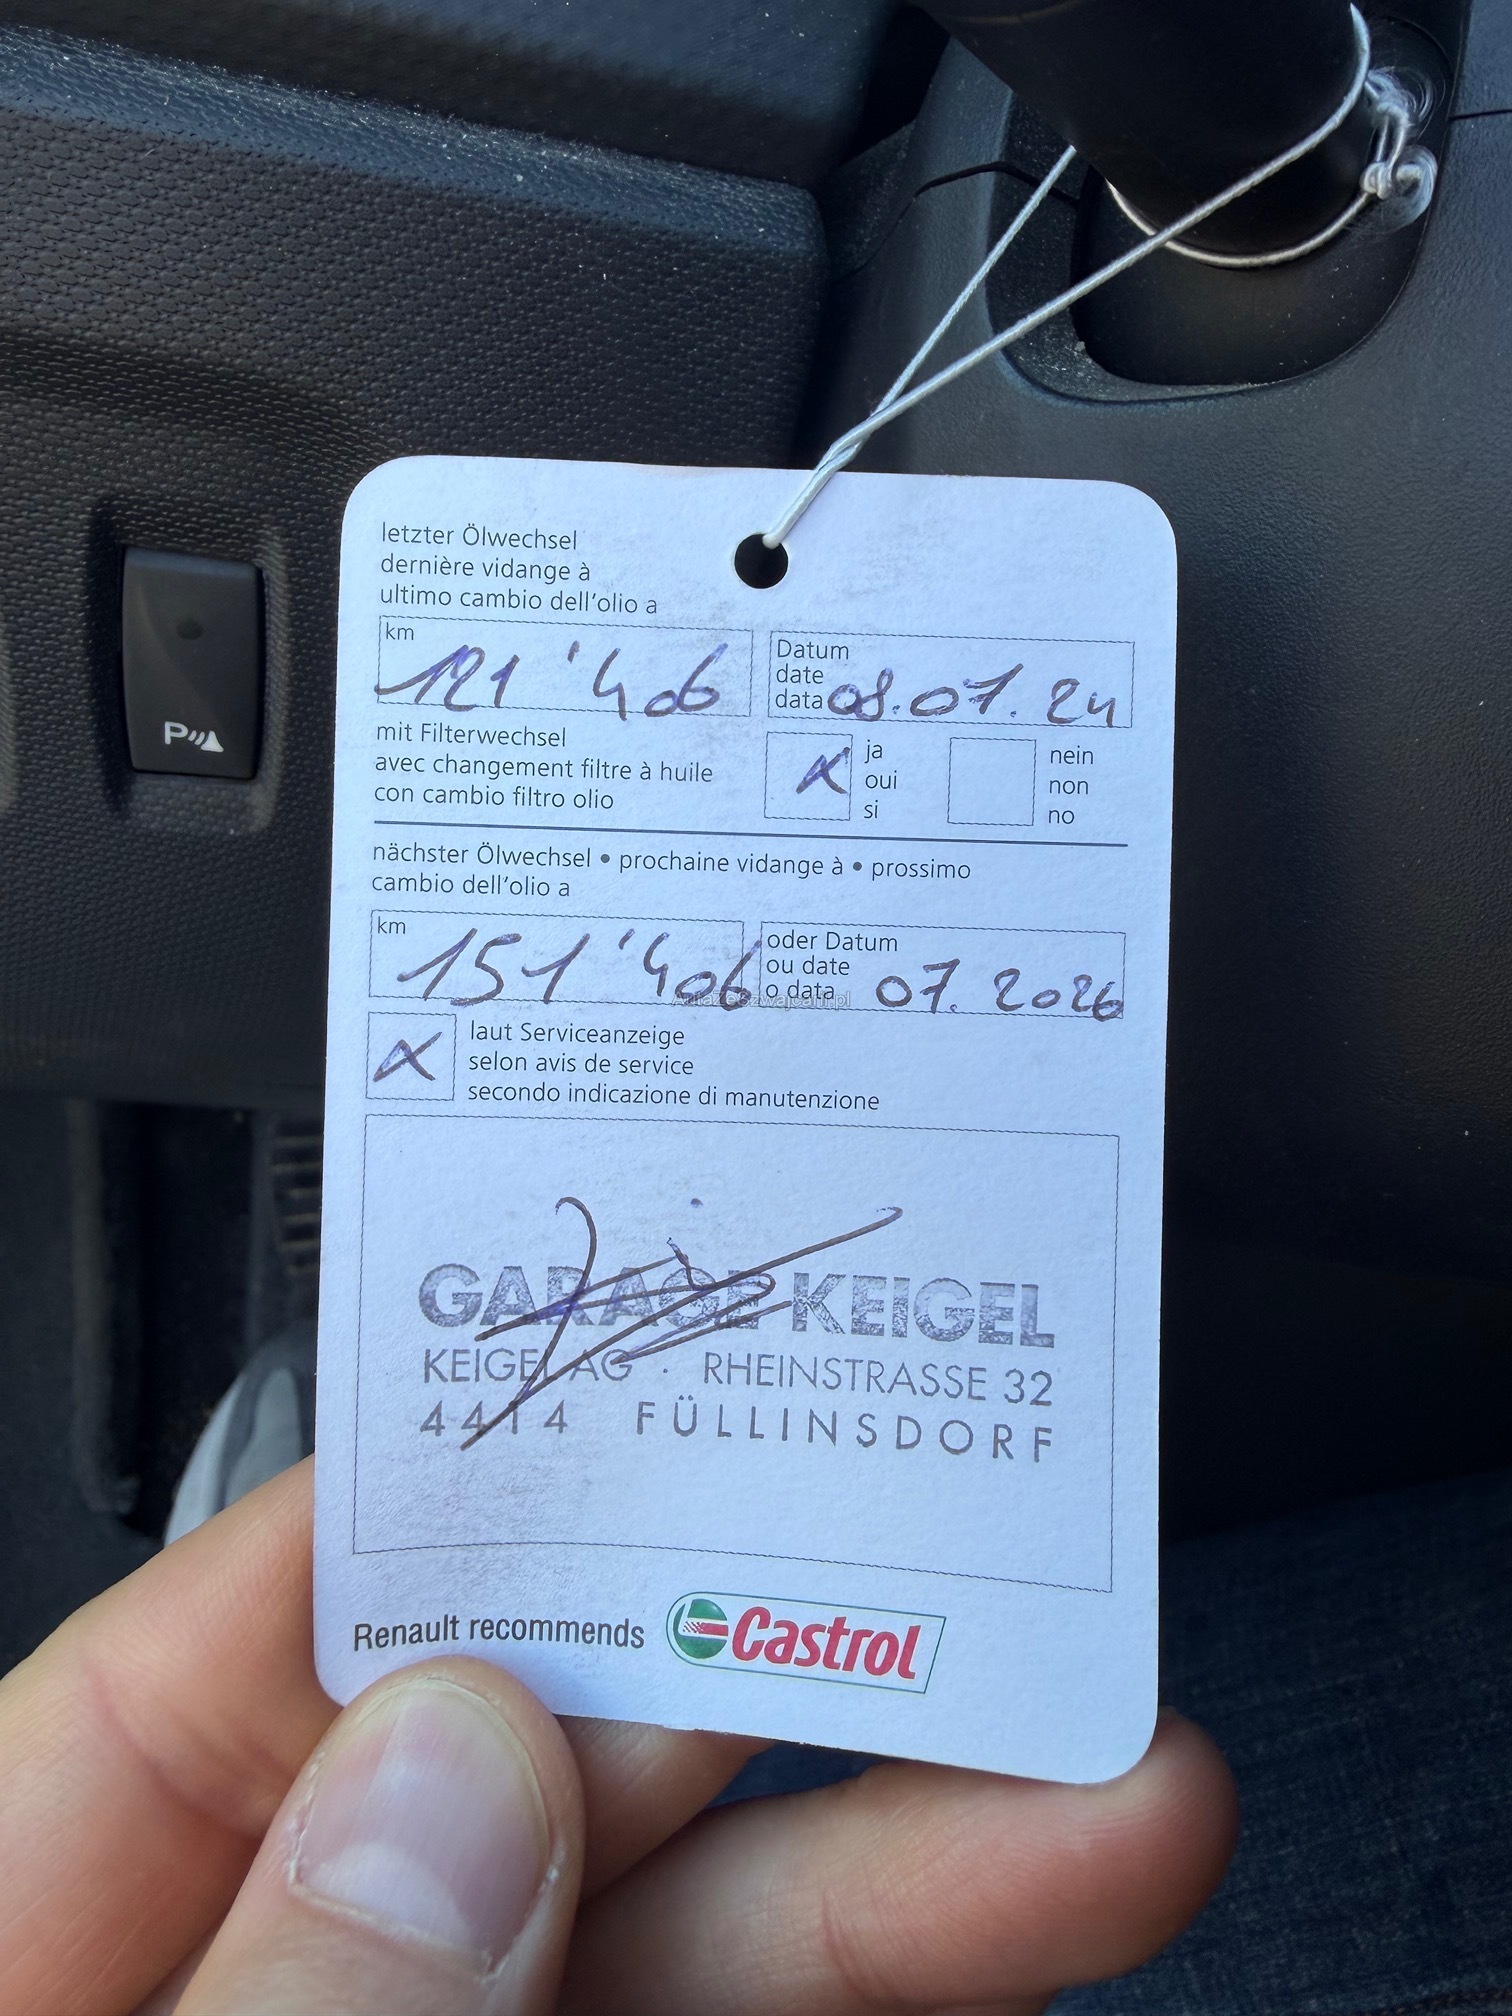 letzter Ölwechsel
dernière vidange à
ultimo cambio dell'olio a
km
121'406
Datum
date
data 08.07.24
mit Filterwechsel
avec changement filtre à huile
con cambio filtro olio
x
ja
oui
si
nein
non
no
nächster Ölwechsel • prochaine vidange à • prossimo
cambio dell'olio a
km
151'406
oder Datum
ou date
o data 07.2026
AutaZeSzwajcarii.pl
x
laut Serviceanzeige
selon avis de service
secondo indicazione di manutenzione
GARAGE KEIGEL
KEIGEL AG · RHEINSTRASSE 32
4414 FÜLLINSDORF
Renault recommends Castrol
P